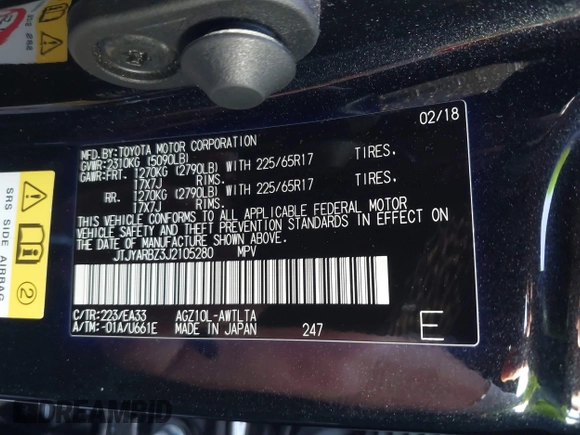 02/18
MFD.BY:TOYOTA MOTOR CORPORATION
GVWR:2310KG (5090LB)
GAWR:FRT. 1270KG (2790LB) WITH 225/65R17 TIRES,
17X7J RIMS.
RR. 1270KG (2790LB) WITH 225/65R17 TIRES,
17X7J RIMS.
THIS VEHICLE CONFORMS TO ALL APPLICABLE FEDERAL MOTOR
VEHICLE SAFETY AND THEFT PREVENTION STANDARDS IN EFFECT ON
THE DATE OF MANUFACTURE SHOWN ABOVE.
JTJYARBZ3J2105280 MPV
C/TR:223/EA33 AGZ10L-AWTLTA
A/TM:-01A/U661E MADE IN JAPAN 247
E
SRS SIDE AIRBAG
2
DREAMBID